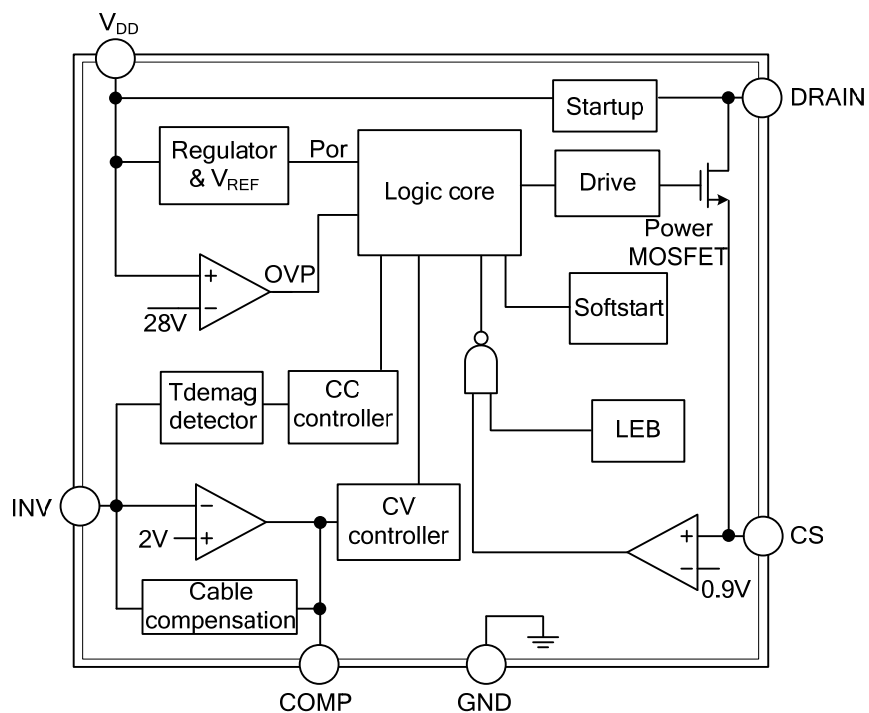 VDD
Startup
DRAIN
Regulator
& VREF
Por
Logic core
Drive
Power
MOSFET
+
OVP
−
28V
Softstart
Tdemag
detector
CC
controller
LEB
INV
−
2V
+
CV
controller
+
CS
−
0.9V
Cable
compensation
COMP
GND